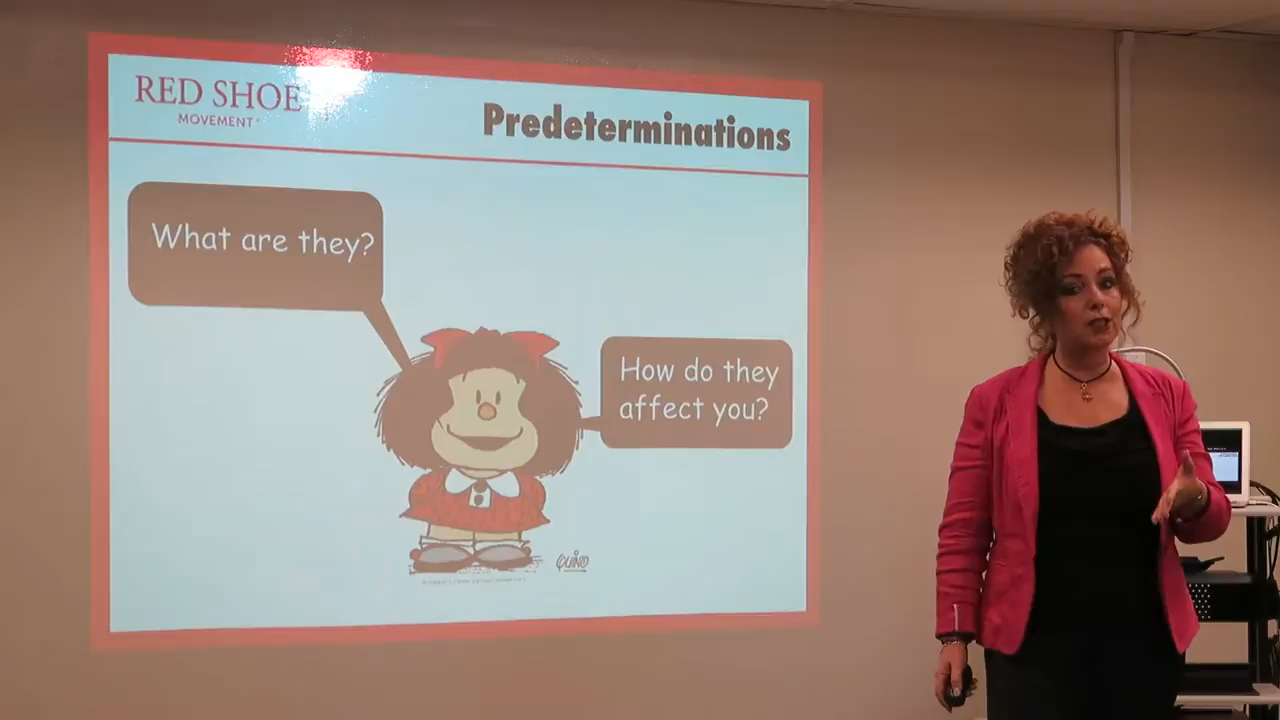 RED SHOE
MOVEMENT
Predeterminations
What are they?
How do they
affect you?
QUINO